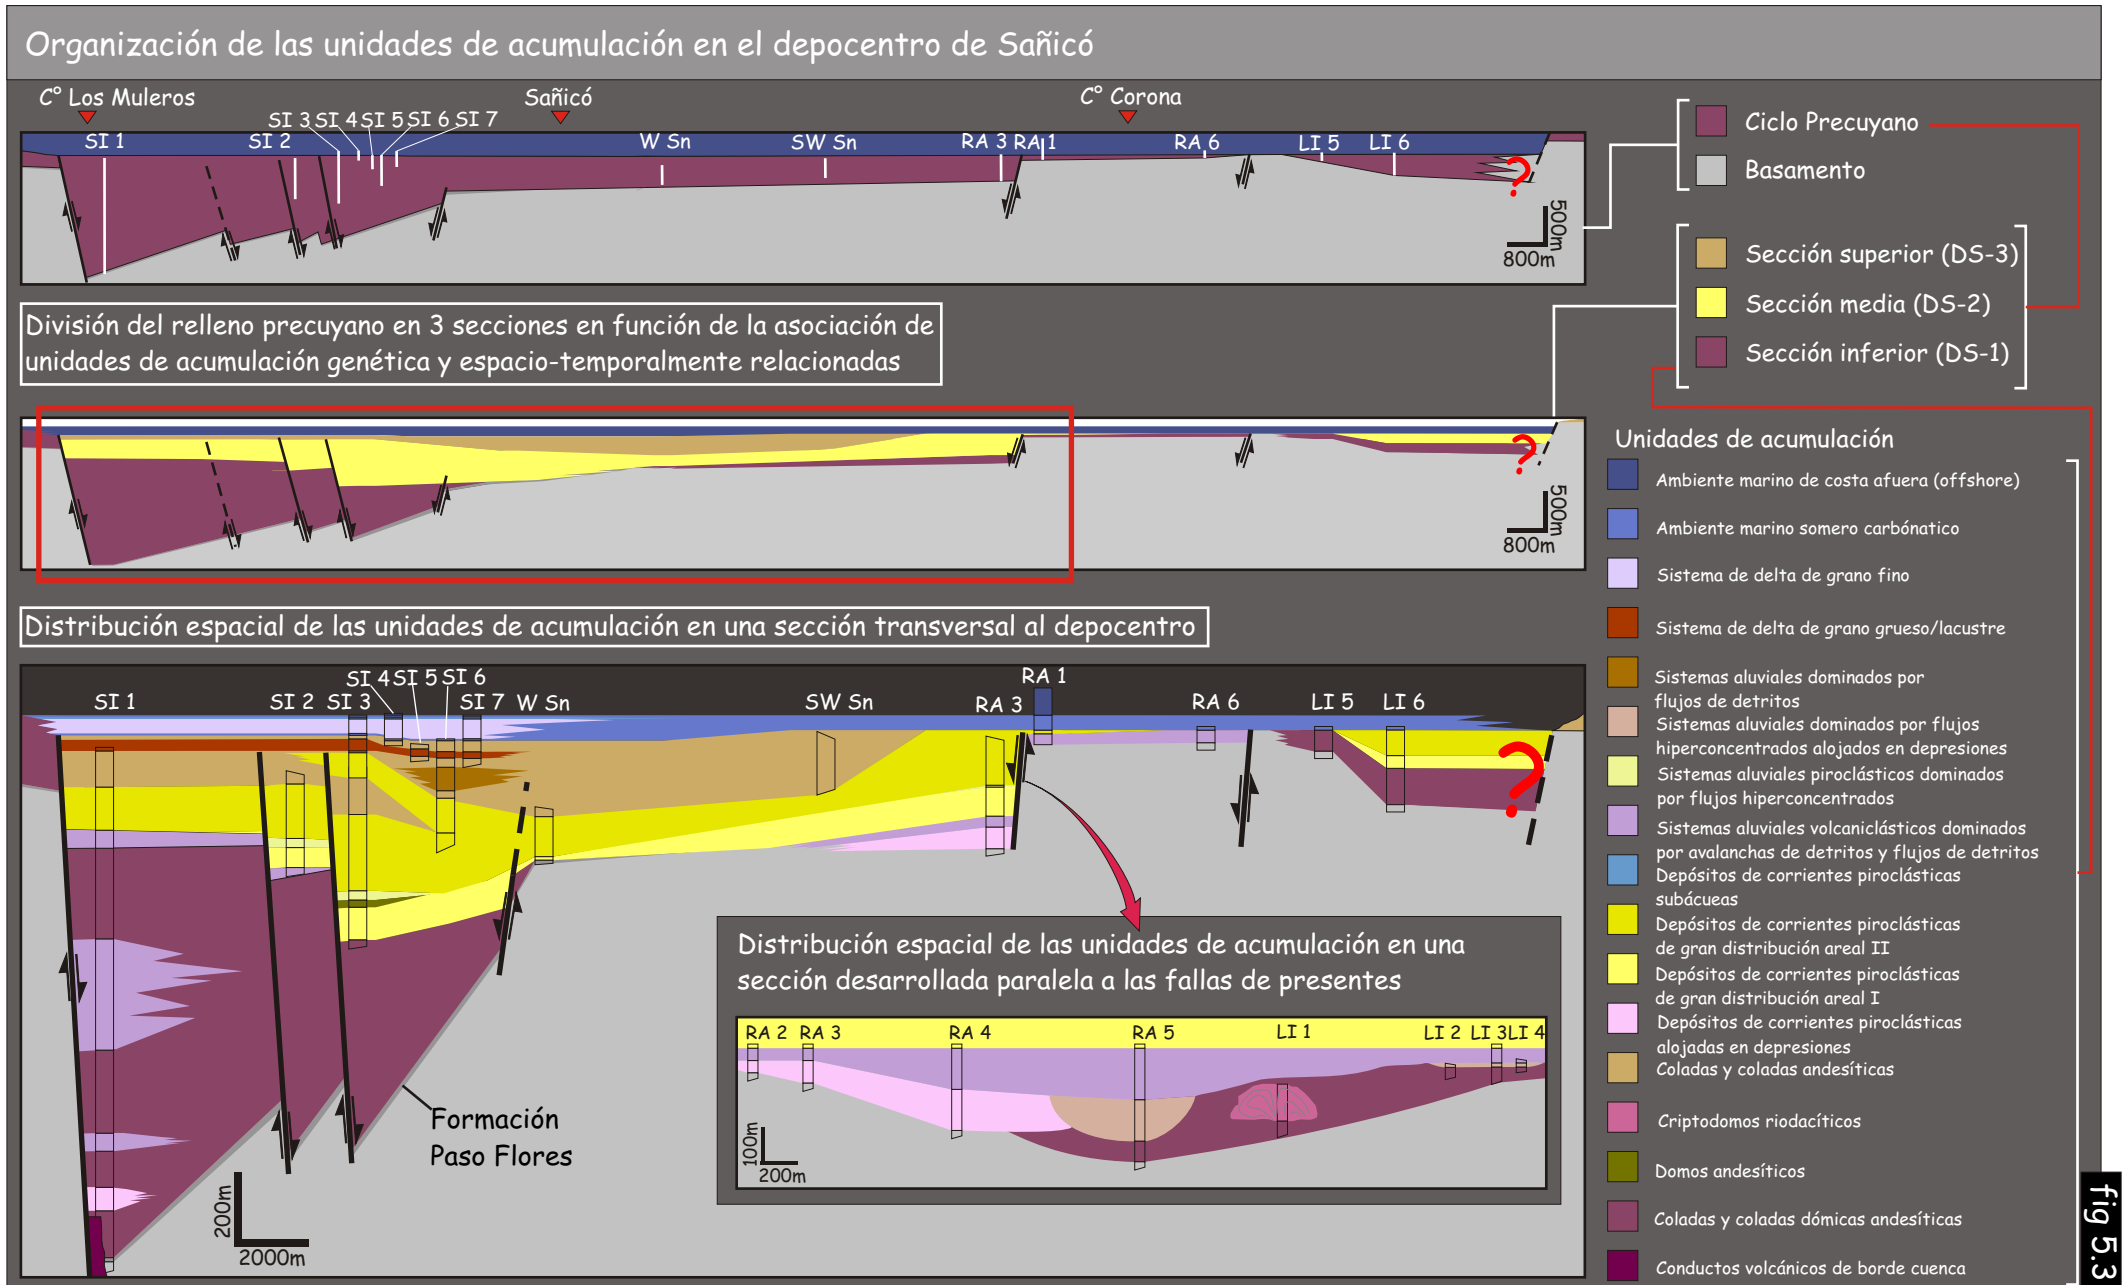 Organización de las unidades de acumulación en el depocentro de Sañicó
C° Los Muleros
Sañicó
C° Corona
SI 3 SI 4 SI 5 SI 6 SI 7
SI 1
SI 2
W Sn
SW Sn
RA 3 RA 1
RA 6
LI 5
LI 6
?
500m
800m
Ciclo Precuyano
Basamento
Sección superior (DS-3)
Sección media (DS-2)
Sección inferior (DS-1)
División del relleno precuyano en 3 secciones en función de la asociación de
unidades de acumulación genética y espacio-temporalmente relacionadas
?
500m
800m
Distribución espacial de las unidades de acumulación en una sección transversal al depocentro
SI 4 SI 5 SI 6
RA 1
SI 1
SI 2 SI 3
SI 7 W Sn
SW Sn
RA 3
RA 6
LI 5
LI 6
?
Formación
Paso Flores
200m
2000m
Distribución espacial de las unidades de acumulación en una
sección desarrollada paralela a las fallas de presentes
RA 2 RA 3
RA 4
RA 5
LI 1
LI 2 LI 3 LI 4
100m
200m
Unidades de acumulación
Ambiente marino de costa afuera (offshore)
Ambiente marino somero carbónatico
Sistema de delta de grano fino
Sistema de delta de grano grueso/lacustre
Sistemas aluviales dominados por
flujos de detritos
Sistemas aluviales dominados por flujos
hiperconcentrados alojados en depresiones
Sistemas aluviales piroclásticos dominados
por flujos hiperconcentrados
Sistemas aluviales volcaniclásticos dominados
por avalanchas de detritos y flujos de detritos
Depósitos de corrientes piroclásticas
subácueas
Depósitos de corrientes piroclásticas
de gran distribución areal II
Depósitos de corrientes piroclásticas
de gran distribución areal I
Depósitos de corrientes piroclásticas
alojadas en depresiones
Coladas y coladas andesíticas
Criptodomos riodacíticos
Domos andesíticos
Coladas y coladas dómicas andesíticas
Conductos volcánicos de borde cuenca
fig 5.3